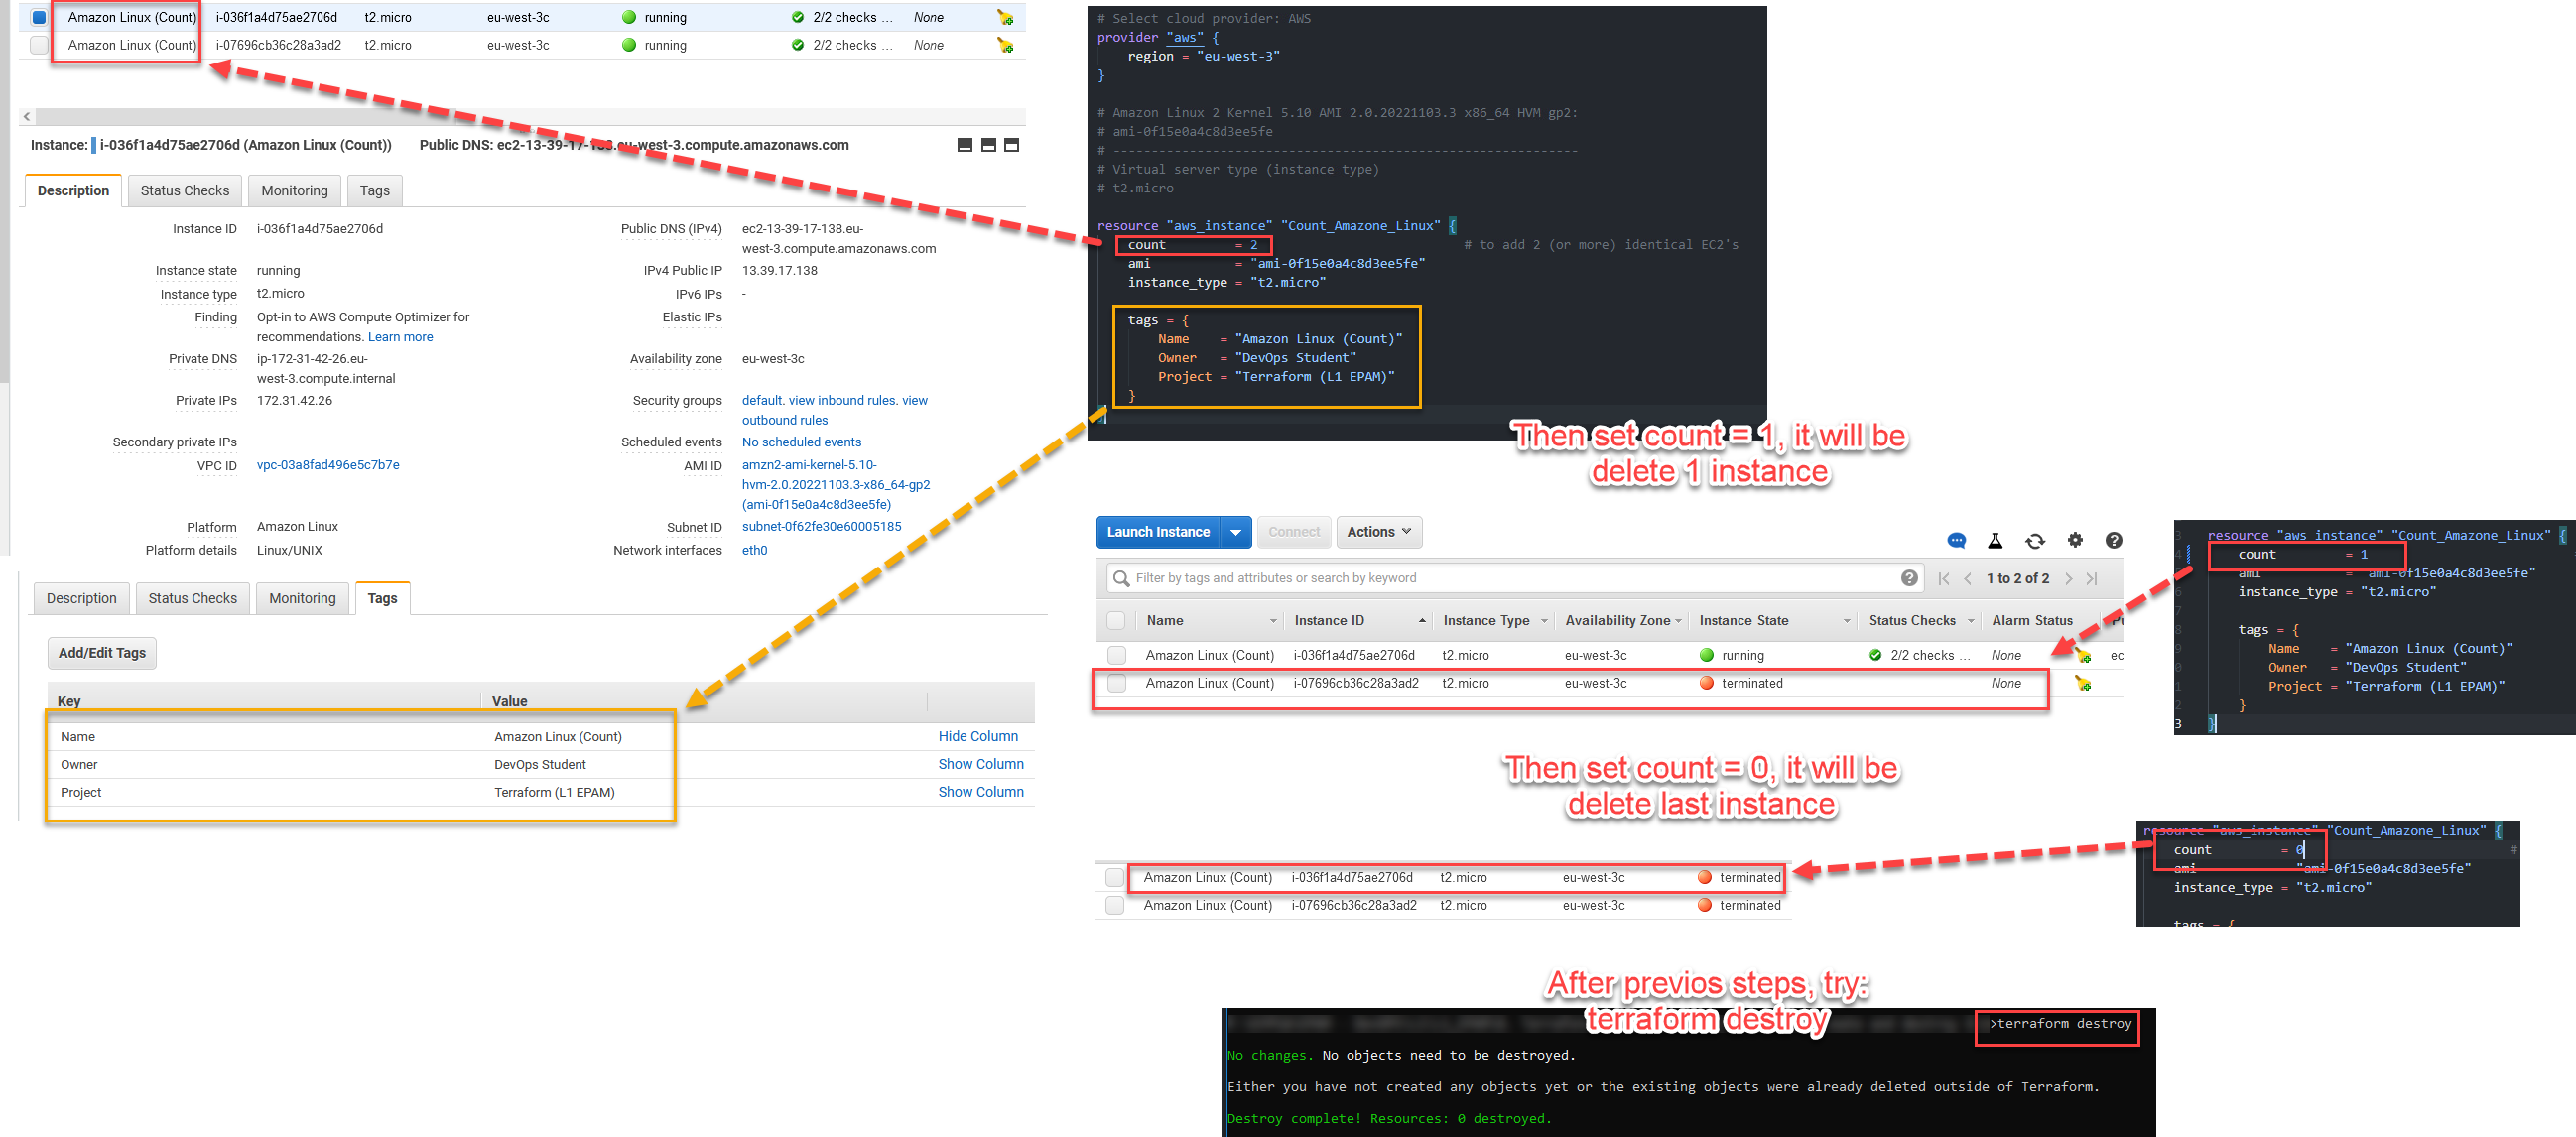 Amazon Linux (Count) i-036f1a4d75ae2706d t2.micro eu-west-3c running 2/2 checks ... None
Amazon Linux (Count) i-07696cb36c28a3ad2 t2.micro eu-west-3c running 2/2 checks ... None
Instance: i-036f1a4d75ae2706d (Amazon Linux (Count)) Public DNS: ec2-13-39-17-138.eu-west-3.compute.amazonaws.com
Description Status Checks Monitoring Tags
Instance ID i-036f1a4d75ae2706d Public DNS (IPv4) ec2-13-39-17-138.eu-
west-3.compute.amazonaws.com
Instance state running IPv4 Public IP 13.39.17.138
Instance type t2.micro IPv6 IPs -
Finding Opt-in to AWS Compute Optimizer for Elastic IPs
recommendations. Learn more
Private DNS ip-172-31-42-26.eu- Availability zone eu-west-3c
west-3.compute.internal
Private IPs 172.31.42.26 Security groups default. view inbound rules. view
outbound rules
Secondary private IPs Scheduled events No scheduled events
VPC ID vpc-03a8fad496e5c7b7e AMI ID amzn2-ami-kernel-5.10-
hvm-2.0.20221103.3-x86_64-gp2
(ami-0f15e0a4c8d3ee5fe)
Platform Amazon Linux Subnet ID subnet-0f62fe30e60005185
Platform details Linux/UNIX Network interfaces eth0
Description Status Checks Monitoring Tags
Add/Edit Tags
Key Value
Name Amazon Linux (Count) Hide Column
Owner DevOps Student Show Column
Project Terraform (L1 EPAM) Show Column
# Select cloud provider: AWS
provider "aws" {
region = "eu-west-3"
}
# Amazon Linux 2 Kernel 5.10 AMI 2.0.20221103.3 x86_64 HVM gp2:
# ami-0f15e0a4c8d3ee5fe
# -------------------------------------------------------------
# Virtual server type (instance type)
# t2.micro
resource "aws_instance" "Count_Amazone_Linux" {
count = 2 # to add 2 (or more) identical EC2's
ami = "ami-0f15e0a4c8d3ee5fe"
instance_type = "t2.micro"
tags = {
Name = "Amazon Linux (Count)"
Owner = "DevOps Student"
Project = "Terraform (L1 EPAM)"
}
}
Then set count = 1, it will be
delete 1 instance
Launch Instance Connect Actions
Filter by tags and attributes or search by keyword 1 to 2 of 2
Name Instance ID Instance Type Availability Zone Instance State Status Checks Alarm Status
Amazon Linux (Count) i-036f1a4d75ae2706d t2.micro eu-west-3c running 2/2 checks ... None ec
Amazon Linux (Count) i-07696cb36c28a3ad2 t2.micro eu-west-3c terminated None
resource "aws_instance" "Count_Amazone_Linux" {
count = 1
ami = "ami-0f15e0a4c8d3ee5fe"
instance_type = "t2.micro"
tags = {
Name = "Amazon Linux (Count)"
Owner = "DevOps Student"
Project = "Terraform (L1 EPAM)"
}
3 }
Then set count = 0, it will be
delete last instance
resource "aws_instance" "Count_Amazone_Linux" {
count = 0 #
ami "ami-0f15e0a4c8d3ee5fe"
instance_type = "t2.micro"
tags = {
Amazon Linux (Count) i-036f1a4d75ae2706d t2.micro eu-west-3c terminated
Amazon Linux (Count) i-07696cb36c28a3ad2 t2.micro eu-west-3c terminated
After previos steps, try:
terraform destroy
>terraform destroy
No changes. No objects need to be destroyed.
Either you have not created any objects yet or the existing objects were already deleted outside of Terraform.
Destroy complete! Resources: 0 destroyed.